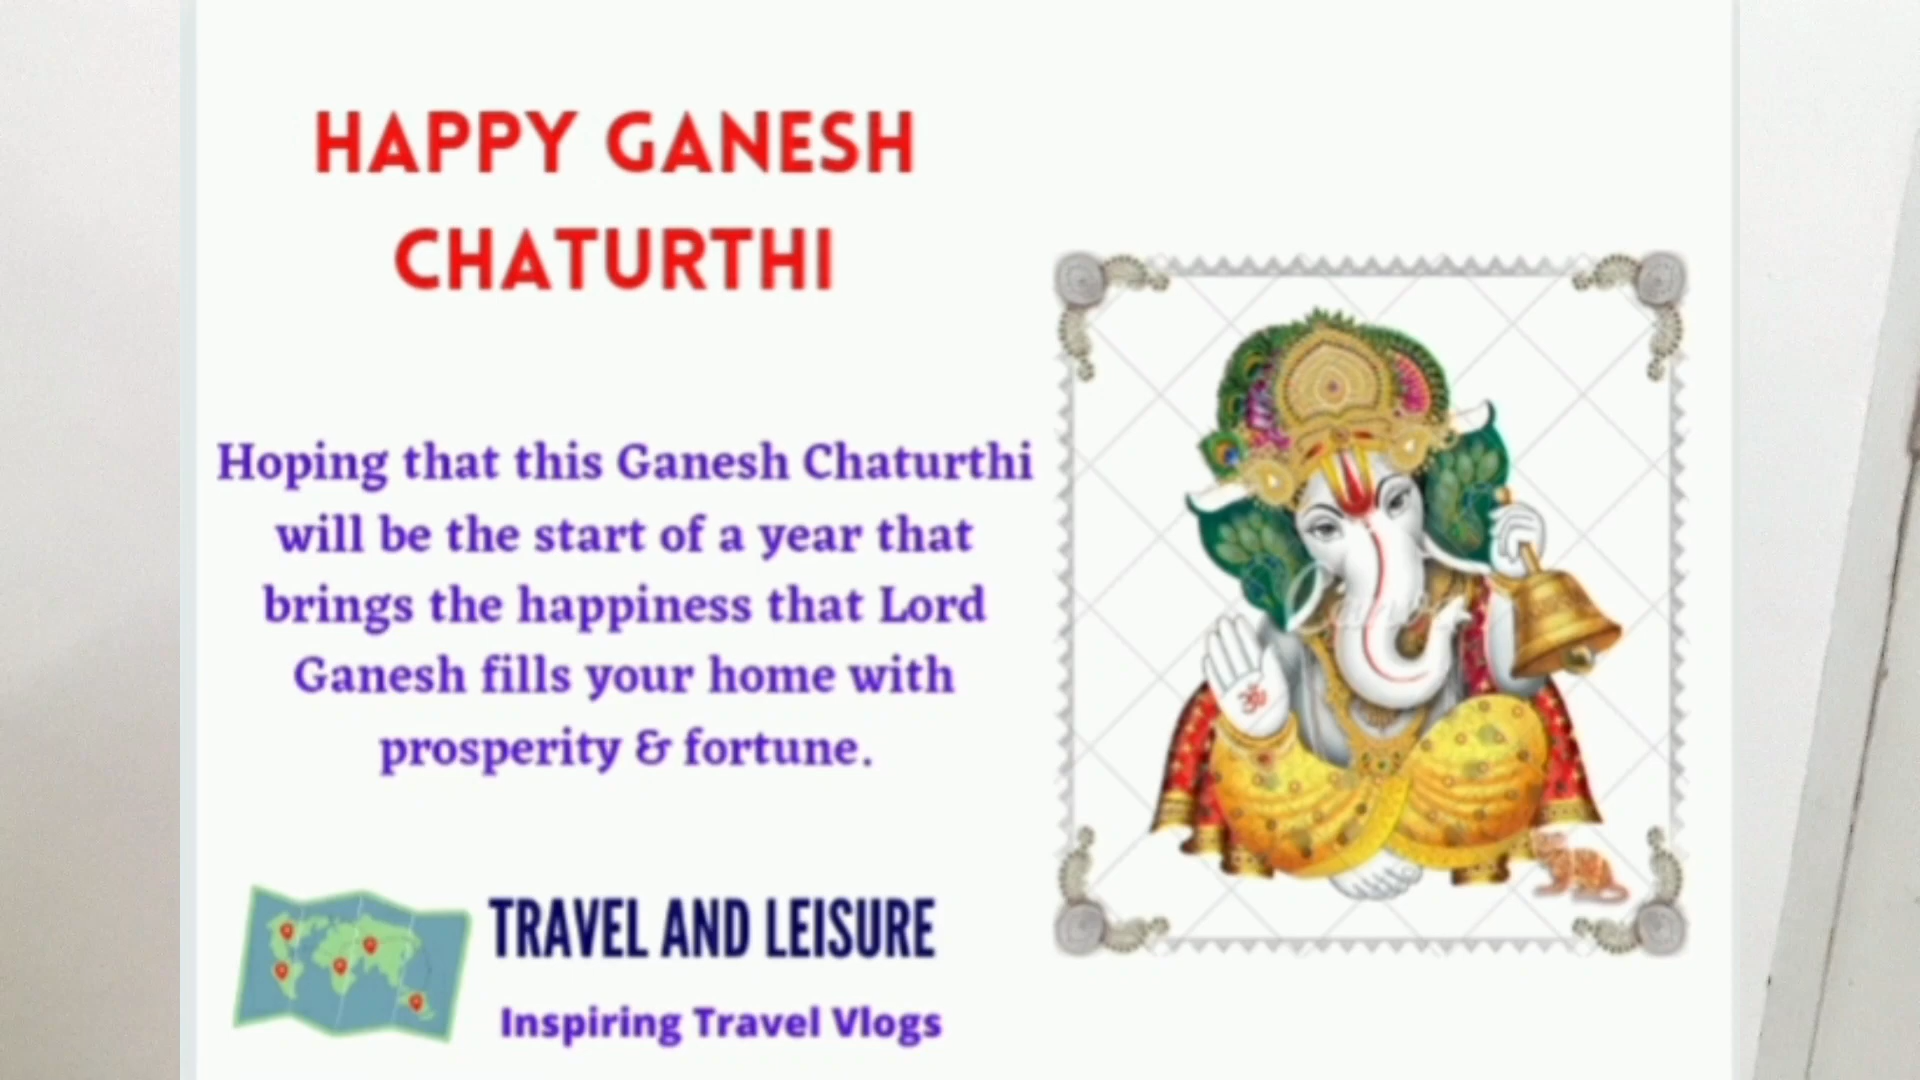 HAPPY GANESH
CHATURTHI
Hoping that this Ganesh Chaturthi
will be the start of a year that
brings the happiness that Lord
Ganesh fills your home with
prosperity & fortune.
TRAVEL AND LEISURE
Inspiring Travel Vlogs
Canva
ॐ